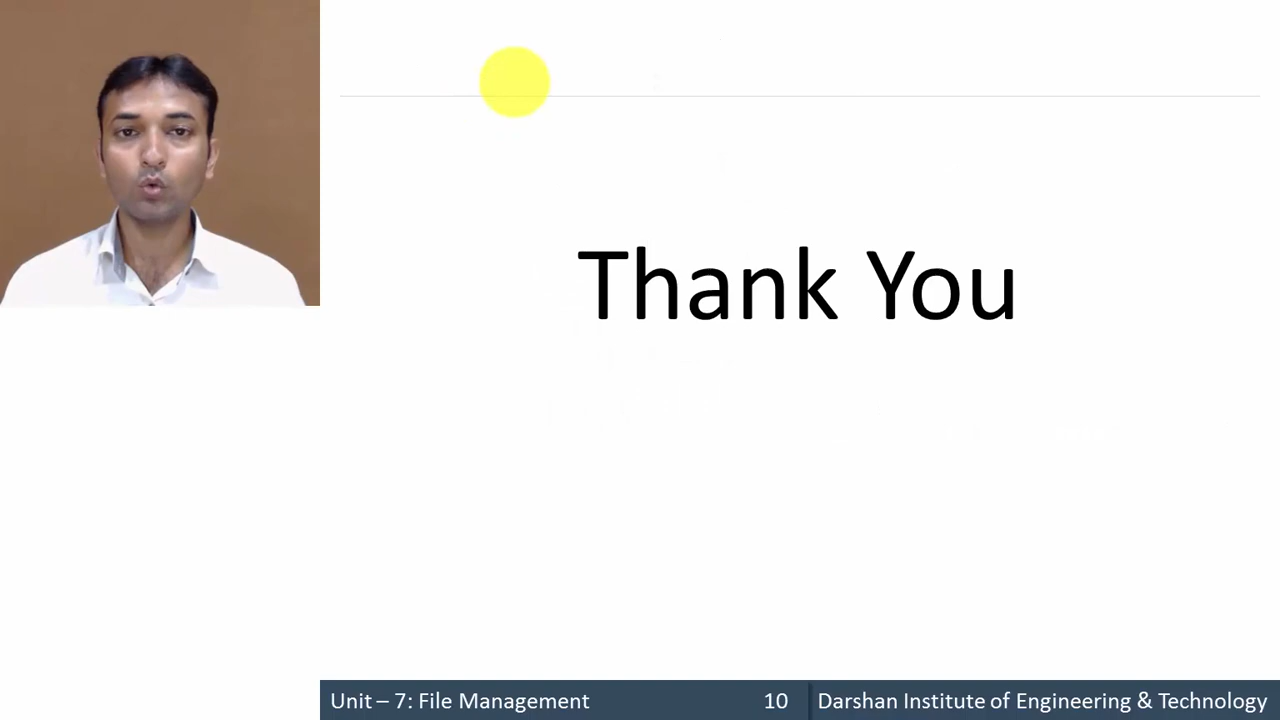 Thank You
Unit – 7: File Management 10 Darshan Institute of Engineering & Technology